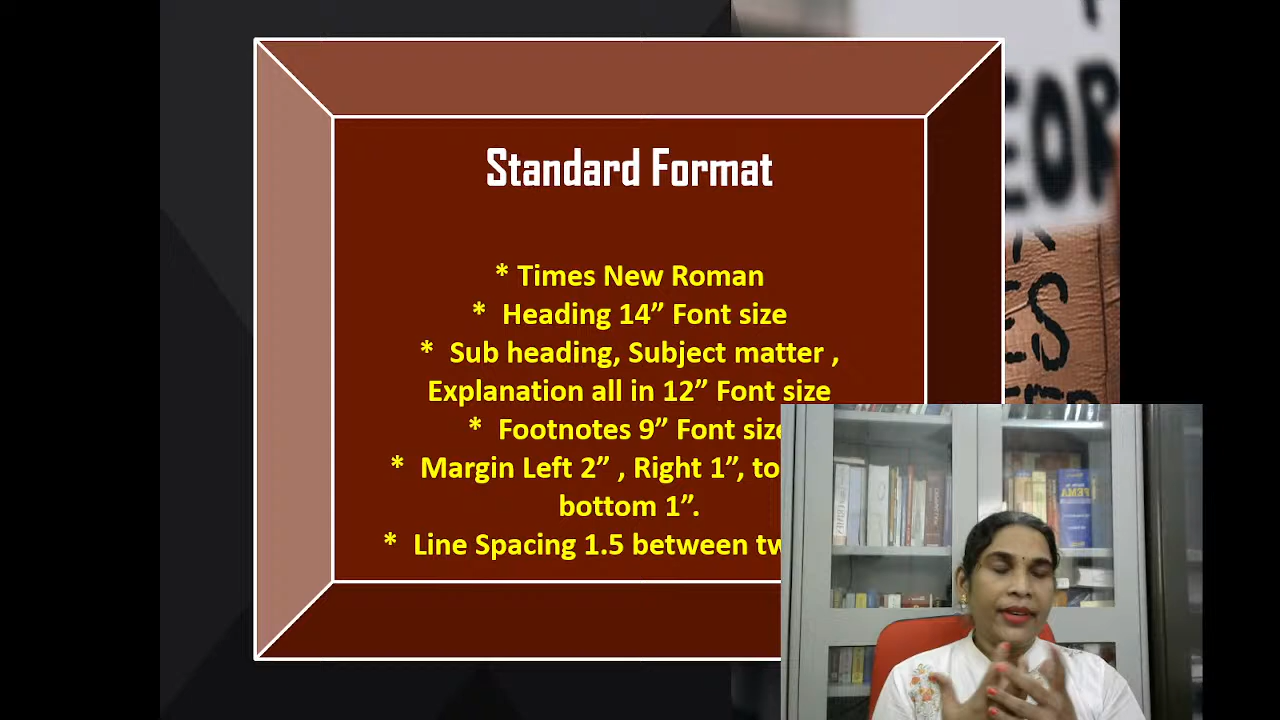 Standard Format
* Times New Roman
* Heading 14” Font size
* Sub heading, Subject matter ,
Explanation all in 12” Font size
* Footnotes 9” Font size
* Margin Left 2” , Right 1”,
bottom 1”.
* Line Spacing 1.5 between
FEMA